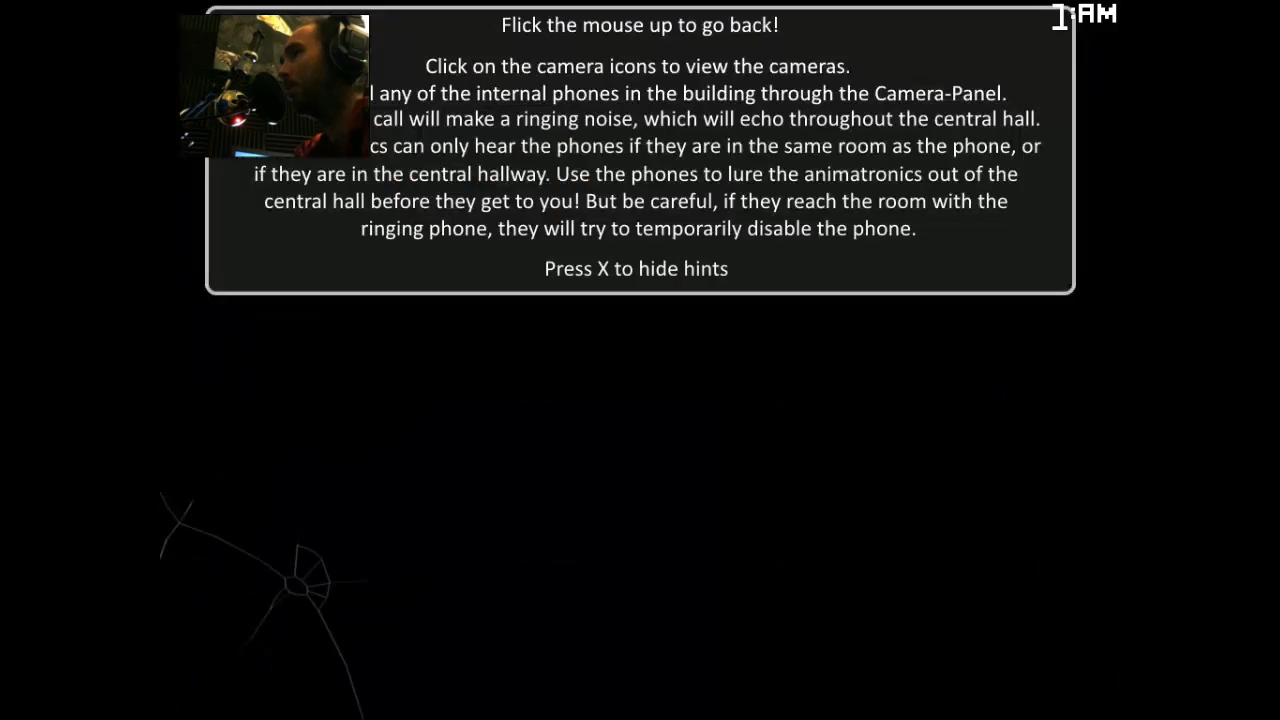 Flick the mouse up to go back!
1:AM
Click on the camera icons to view the cameras.
any of the internal phones in the building through the Camera-Panel.
call will make a ringing noise, which will echo throughout the central hall.
can only hear the phones if they are in the same room as the phone, or
if they are in the central hallway. Use the phones to lure the animatronics out of the
central hall before they get to you! But be careful, if they reach the room with the
ringing phone, they will try to temporarily disable the phone.
Press X to hide hints